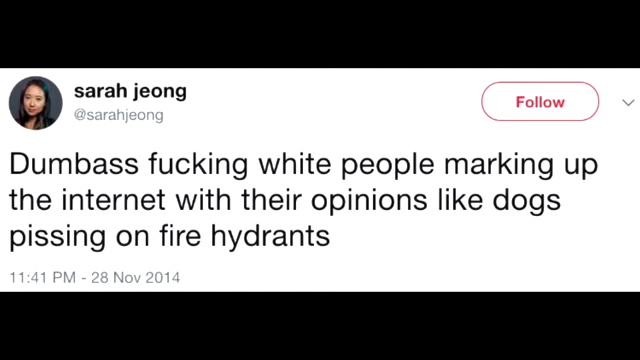 sarah jeong
@sarahjeong
Follow
Dumbass fucking white people marking up
the internet with their opinions like dogs
pissing on fire hydrants
11:41 PM - 28 Nov 2014